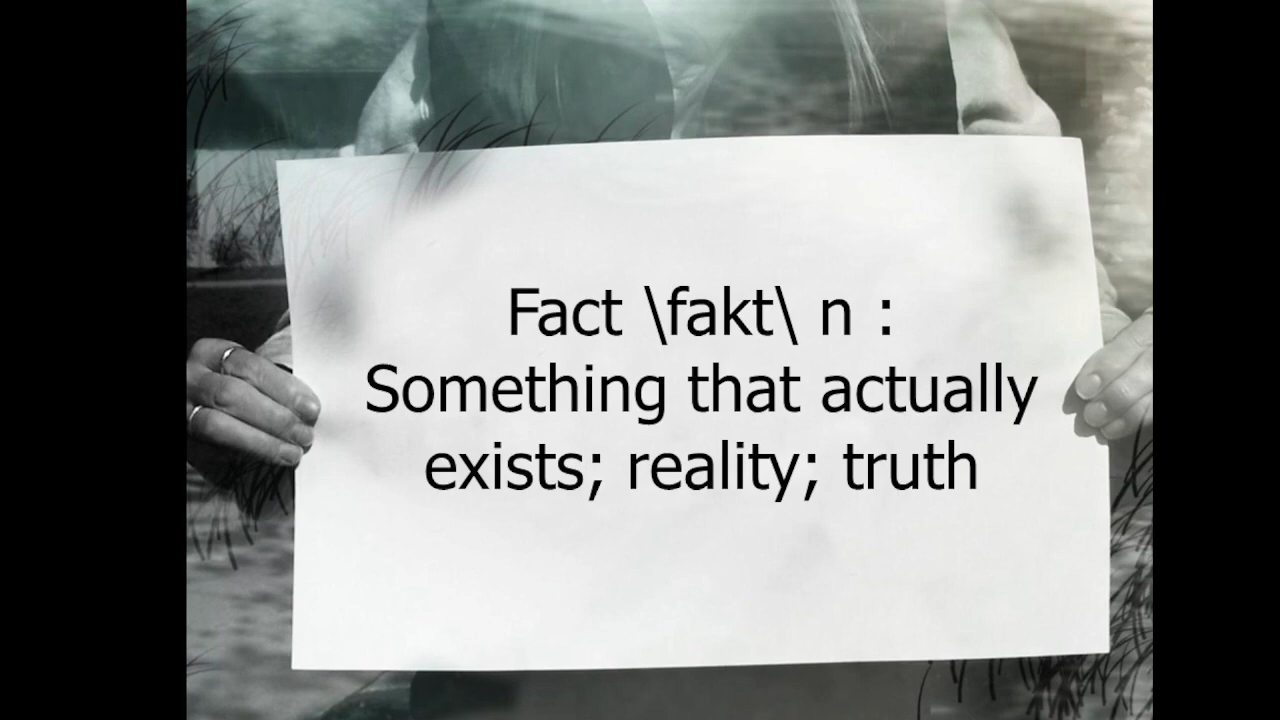 Fact \fakt\ n :
Something that actually
exists; reality; truth